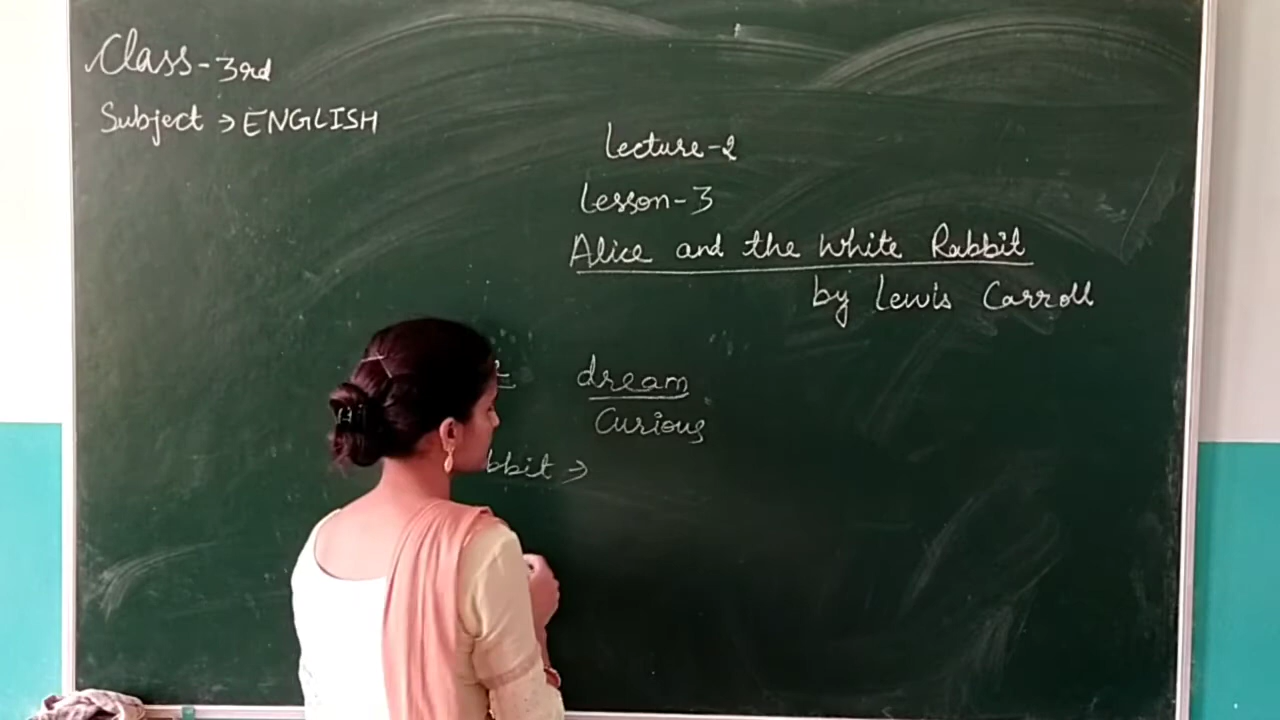 Class-3rd
Subject → ENGLISH
Lecture-2
Lesson-3
Alice and the White Rabbit
by Lewis Carroll
dream
Curious
bbit →